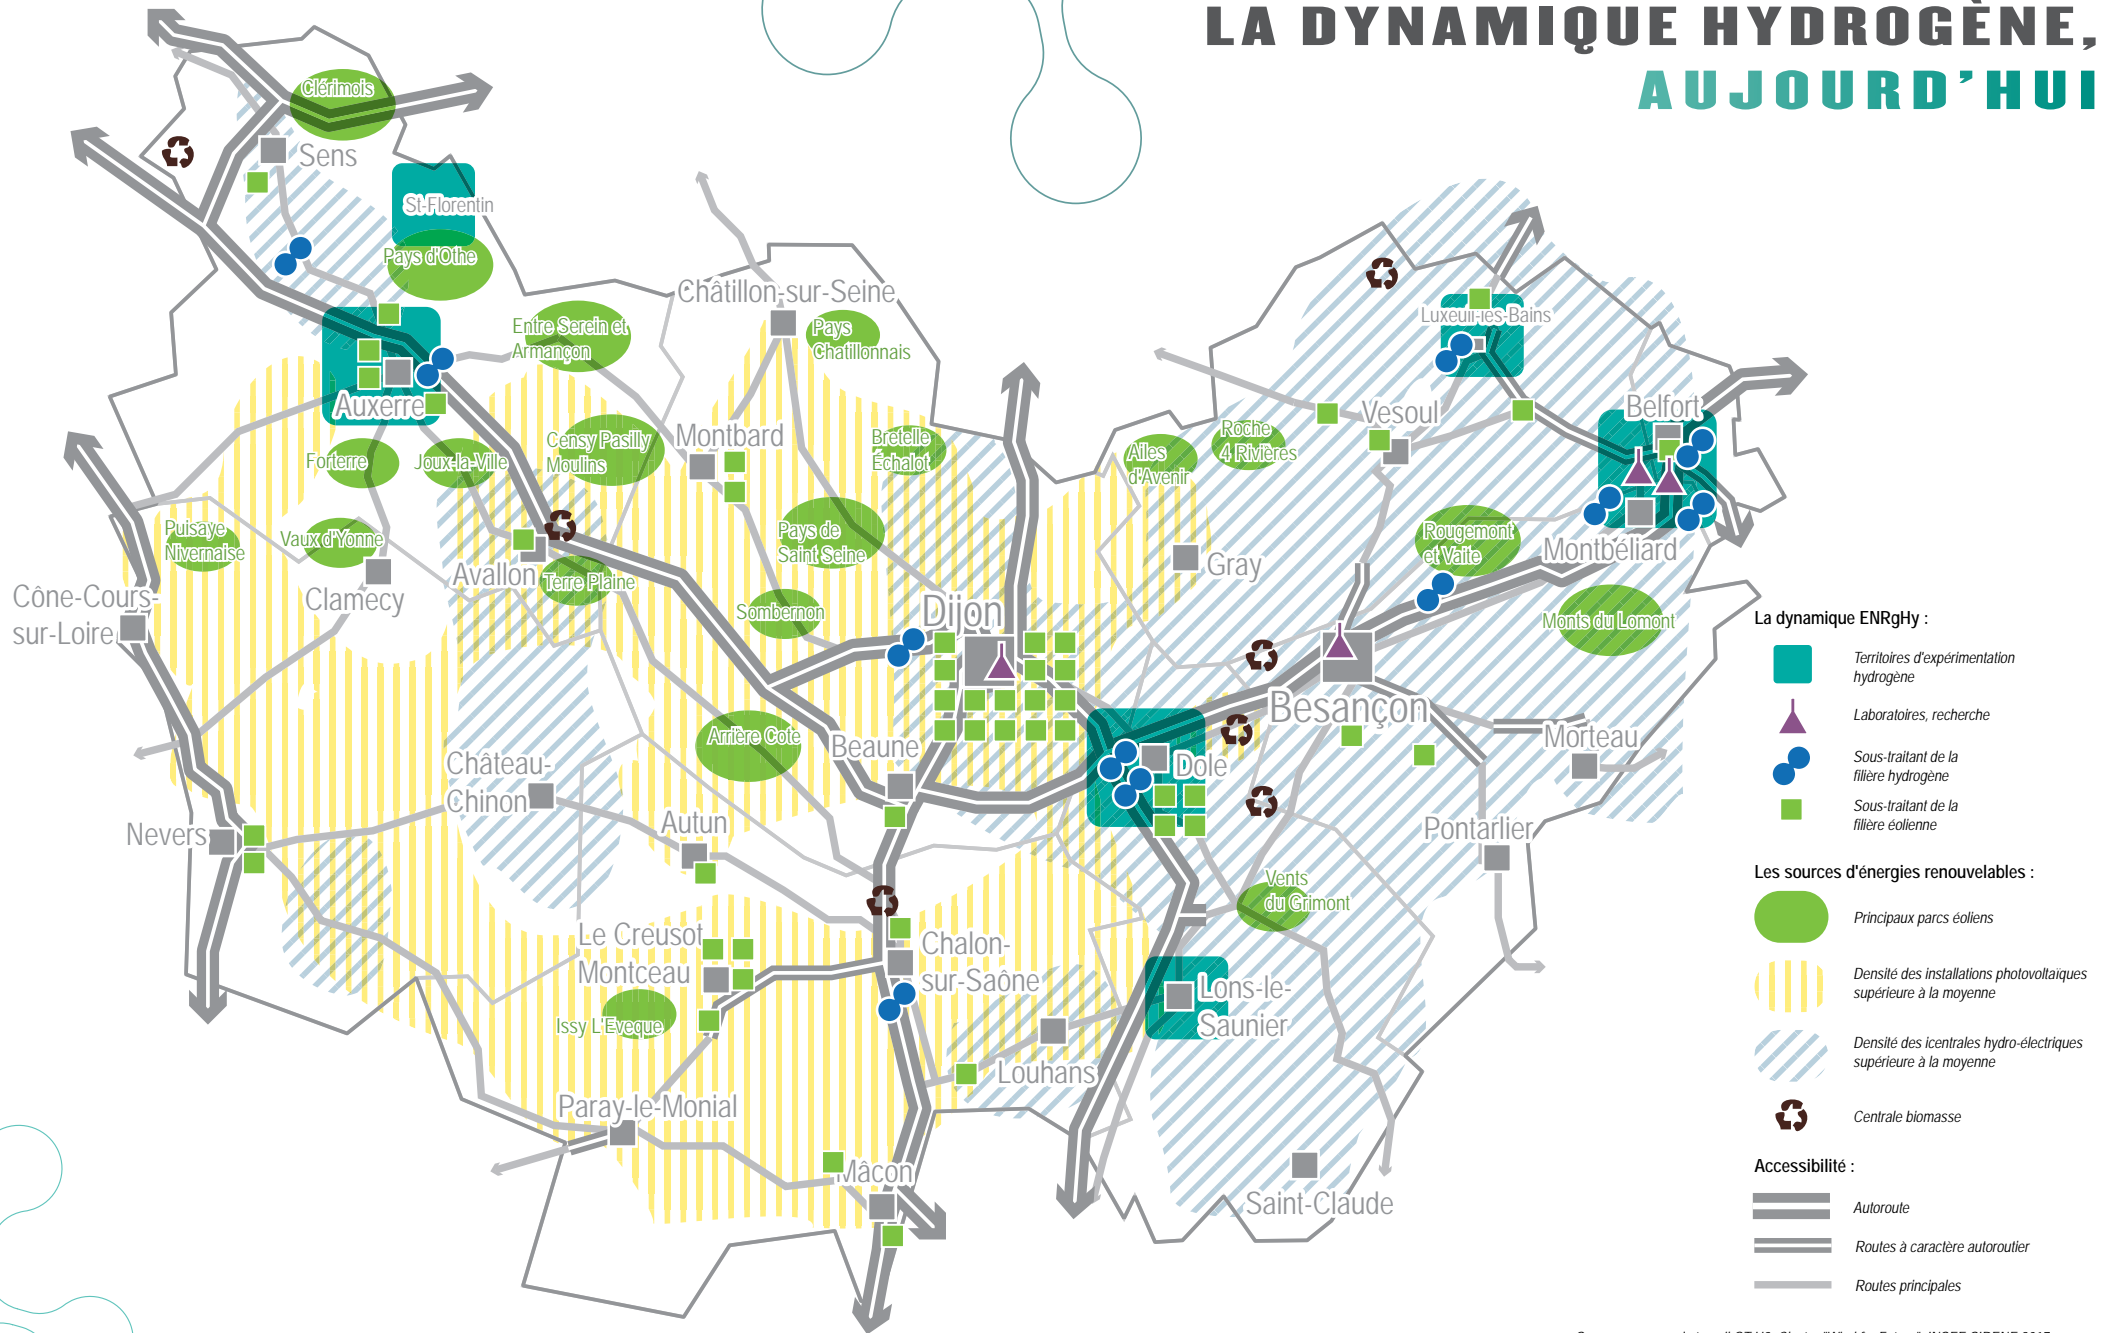 LA DYNAMIQUE HYDROGÈNE,
AUJOURD'HUI
Clérimois
Sens
St-Florentin
Pays d'Othe
Châtillon-sur-Seine
Entre Serein et
Armançon
Pays
Chatillonnais
Luxeuil-les-Bains
Auxerre
Vesoul
Belfort
Forterre
Joux-la-Ville
Censy Pasilly
Moulins
Montbard
Bretelle
Échalot
Ailes
d'Avenir
Roche
4 Rivières
Puisaye
Nivernaise
Vaux d'Yonne
Pays de
Saint Seine
Rougemont
et Vaite
Montbéliard
Gray
Avallon
Terre Plaine
Clamecy
Cône-Cours-
sur-Loire
Sombernon
Dijon
Monts du Lomont
Besançon
Arrière Cote
Beaune
Dole
Morteau
Château-
Chinon
Nevers
Autun
Pontarlier
Vents
du Grimont
Le Creusot
Montceau
Chalon-
sur-Saône
Issy L'Eveque
Lons-le-
Saunier
Louhans
Paray-le-Monial
Mâcon
Saint-Claude
La dynamique ENRgHy :
Territoires d'expérimentation
hydrogène
Laboratoires, recherche
Sous-traitant de la
filière hydrogène
Sous-traitant de la
filière éolienne
Les sources d'énergies renouvelables :
Principaux parcs éoliens
Densité des installations photovoltaïques
supérieure à la moyenne
Densité des icentrales hydro-électriques
supérieure à la moyenne
Centrale biomasse
Accessibilité :
Autoroute
Routes à caractère autoroutier
Routes principales